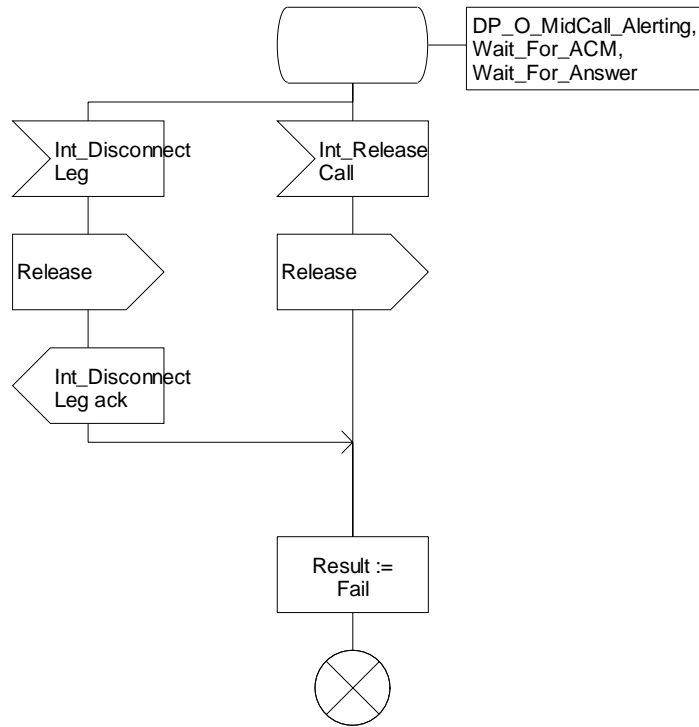 DP_O_MidCall_Alerting,
Wait_For_ACM,
Wait_For_Answer
Int_Disconnect
Leg
Int_Release
Call
Release
Release
Int_Disconnect
Leg ack
Result :=
Fail